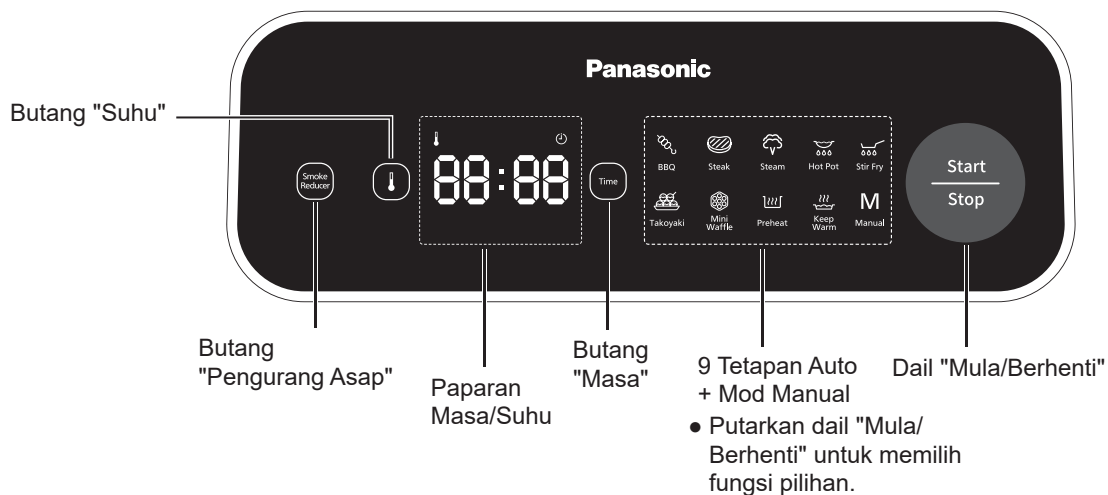 Panasonic
Butang "Suhu"
Smoke
Reducer
88:88
Time
BBQ
Steak
Steam
Hot Pot
Stir Fry
Takoyaki
Mini
Waffle
Preheat
Keep
Warm
M
Manual
Start
Stop
Butang
"Pengurang Asap"
Paparan
Masa/Suhu
Butang
"Masa"
9 Tetapan Auto
+ Mod Manual
● Putarkan dail "Mula/
Berhenti" untuk memilih
fungsi pilihan.
Dail "Mula/Berhenti"